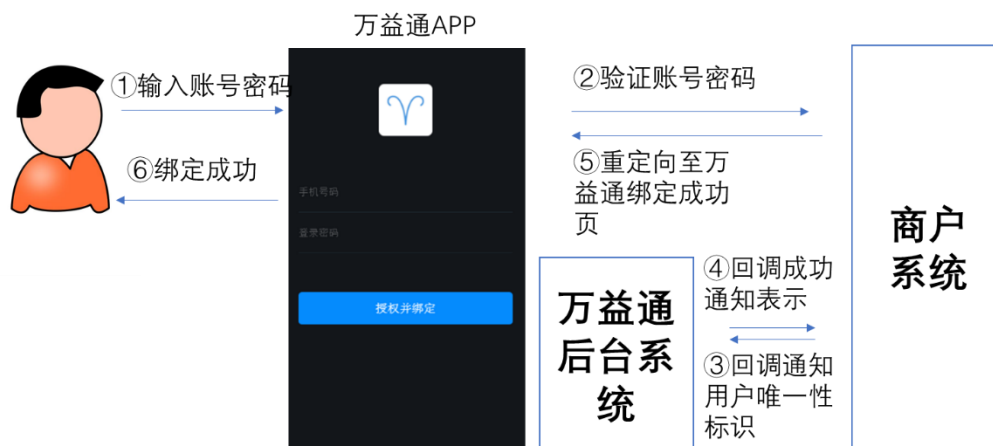 万益通APP
①输入账号密码
⑥绑定成功
手机号码
登录密码
授权并绑定
②验证账号密码
⑤重定向至万
益通绑定成功
页
万益通
后台系
统
④回调成功
通知表示
③回调通知
用户唯一性
标识
商户
系统